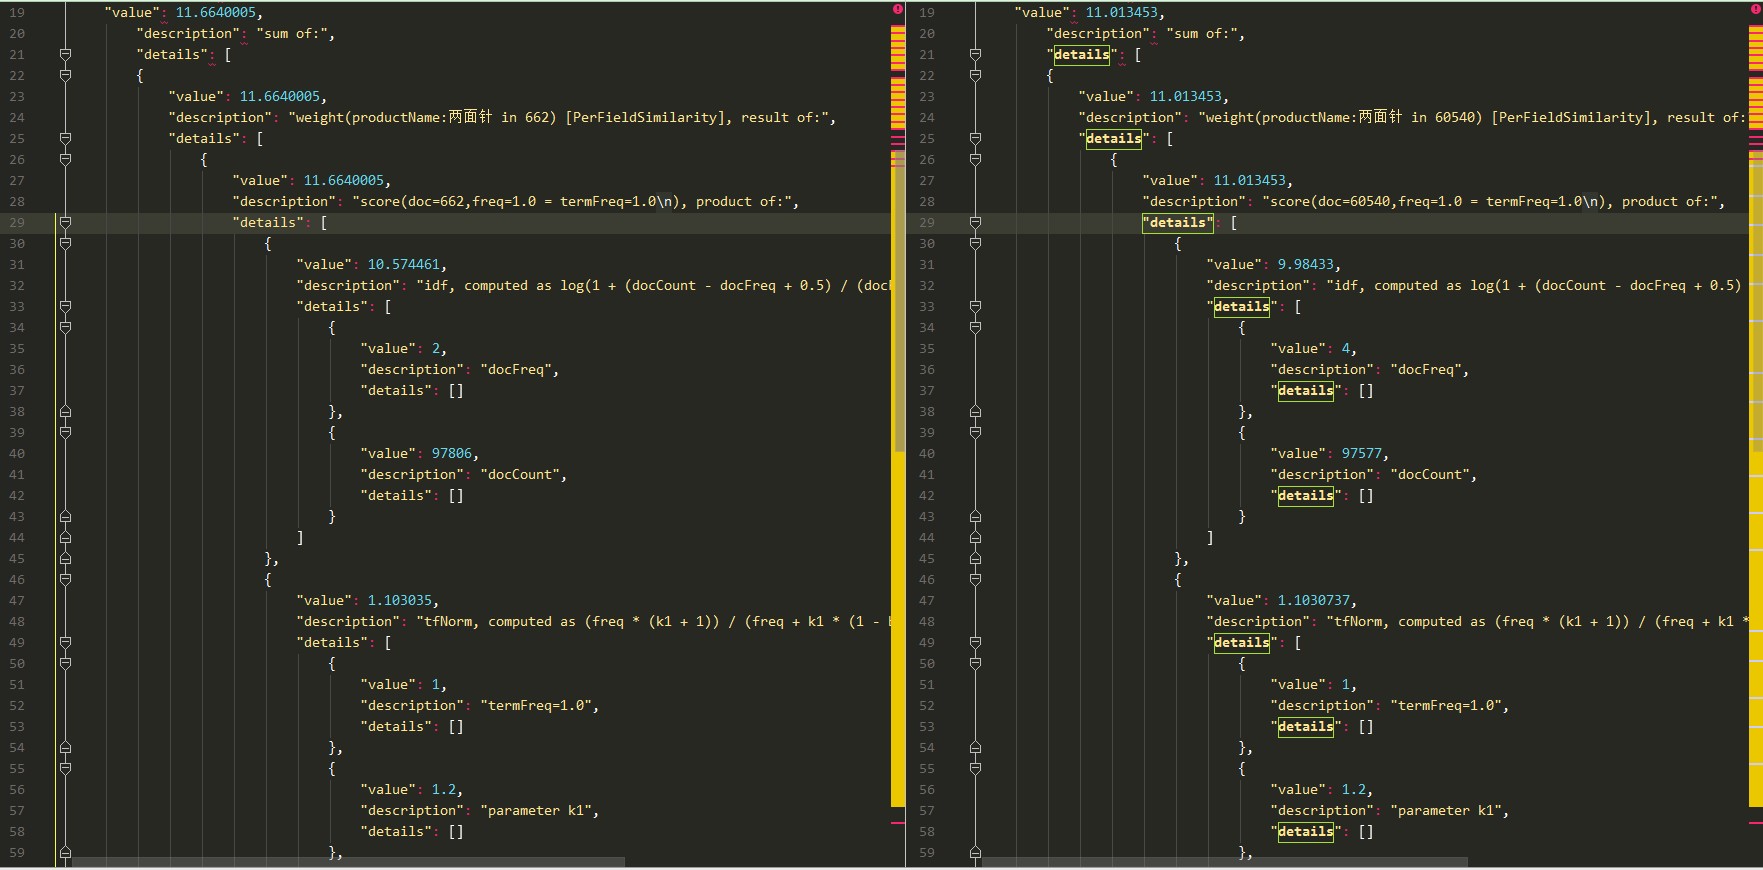 19 "value": 11.6640005,
20 "description": "sum of:",
21 "details": [
22 {
23 "value": 11.6640005,
24 "description": "weight(productName:两面针 in 662) [PerFieldSimilarity], result of:",
25 "details": [
26 {
27 "value": 11.6640005,
28 "description": "score(doc=662,freq=1.0 = termFreq=1.0\n), product of:",
29 "details": [
30 {
31 "value": 10.574461,
32 "description": "idf, computed as log(1 + (docCount - docFreq + 0.5) / (doc
33 "details": [
34 {
35 "value": 2,
36 "description": "docFreq",
37 "details": []
38 },
39 {
40 "value": 97806,
41 "description": "docCount",
42 "details": []
43 }
44 ]
45 },
46 {
47 "value": 1.103035,
48 "description": "tfNorm, computed as (freq * (k1 + 1)) / (freq + k1 * (1 -
49 "details": [
50 {
51 "value": 1,
52 "description": "termFreq=1.0",
53 "details": []
54 },
55 {
56 "value": 1.2,
57 "description": "parameter k1",
58 "details": []
59 },
19 "value": 11.013453,
20 "description": "sum of:",
21 "details": [
22 {
23 "value": 11.013453,
24 "description": "weight(productName:两面针 in 60540) [PerFieldSimilarity], result of:
25 "details": [
26 {
27 "value": 11.013453,
28 "description": "score(doc=60540,freq=1.0 = termFreq=1.0\n), product of:",
29 "details": [
30 {
31 "value": 9.98433,
32 "description": "idf, computed as log(1 + (docCount - docFreq + 0.5)
33 "details": [
34 {
35 "value": 4,
36 "description": "docFreq",
37 "details": []
38 },
39 {
40 "value": 97577,
41 "description": "docCount",
42 "details": []
43 }
44 ]
45 },
46 {
47 "value": 1.1030737,
48 "description": "tfNorm, computed as (freq * (k1 + 1)) / (freq + k1 *
49 "details": [
50 {
51 "value": 1,
52 "description": "termFreq=1.0",
53 "details": []
54 },
55 {
56 "value": 1.2,
57 "description": "parameter k1",
58 "details": []
59 },